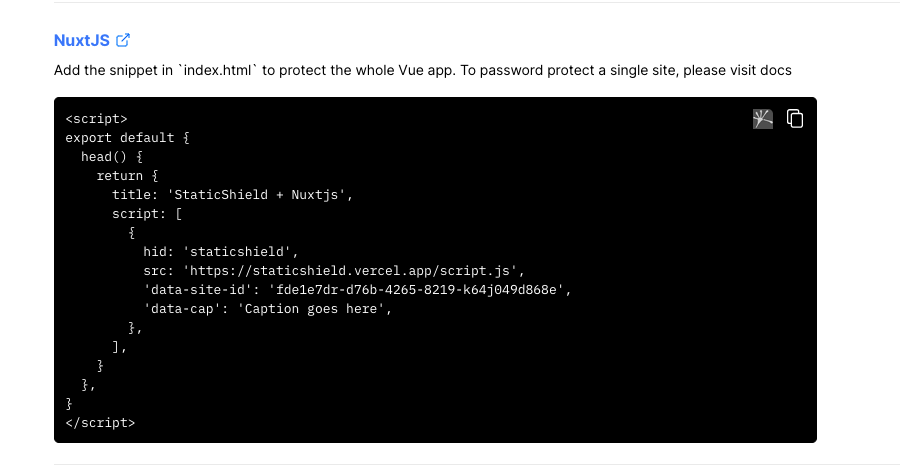 NuxtJS
Add the snippet in `index.html` to protect the whole Vue app. To password protect a single site, please visit docs
<script>
export default {
  head() {
    return {
      title: 'StaticShield + Nuxtjs',
      script: [
        {
          hid: 'staticshield',
          src: 'https://staticshield.vercel.app/script.js',
          'data-site-id': 'fde1e7dr-d76b-4265-8219-k64j049d868e',
          'data-cap': 'Caption goes here',
        },
      ],
    }
  },
}
</script>